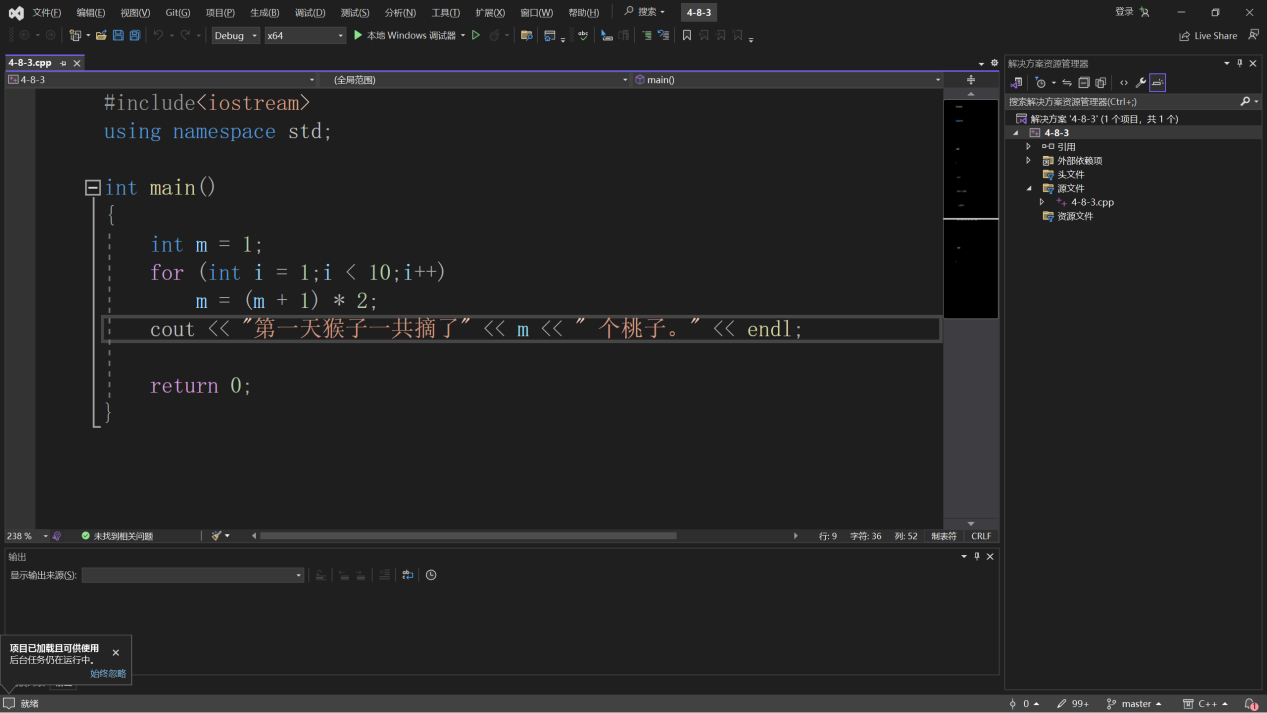 文件(F) 编辑(E) 视图(V) Git(G) 项目(P) 生成(B) 调试(D) 测试(S) 分析(N) 工具(T) 扩展(X) 窗口(W) 帮助(H) 搜索 4-8-3 登录
Debug x64 本地 Windows 调试器 Live Share
4-8-3.cpp
4-8-3 (全局范围) main()
#include<iostream>
using namespace std;
int main()
{
int m = 1;
for (int i = 1;i < 10;i++)
m = (m + 1) * 2;
cout << "第一天猴子一共摘了" << m << " 个桃子。" << endl;
return 0;
}
238 % 未找到相关问题 行: 9 字符: 36 列: 52 制表符 CRLF
输出
显示输出来源(S):
项目已加载且可供使用
后台任务仍在运行中。
始终忽略
解决方案资源管理器
搜索解决方案资源管理器(Ctrl+;)
解决方案 '4-8-3' (1 个项目，共 1 个)
4-8-3
引用
外部依赖项
头文件
源文件
4-8-3.cpp
资源文件
就绪 0 99+ master C++ 1